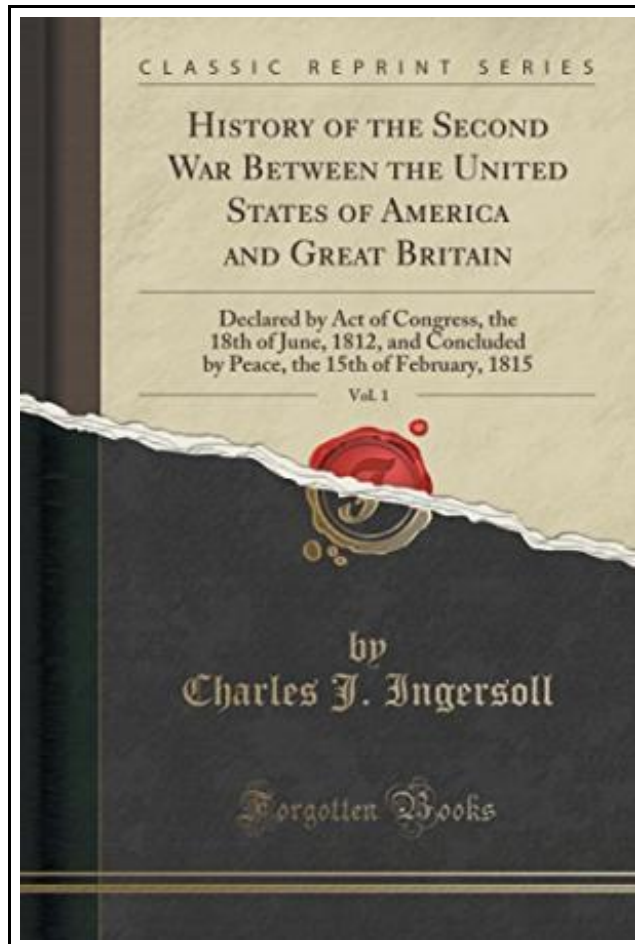 CLASSIC REPRINT SERIES
HISTORY OF THE SECOND
WAR BETWEEN THE UNITED
STATES OF AMERICA
AND GREAT BRITAIN
Declared by Act of Congress, the
18th of June, 1812, and Concluded
by Peace, the 15th of February, 1815
Vol. 1
F
by
Charles J. Ingersoll
Forgotten Books